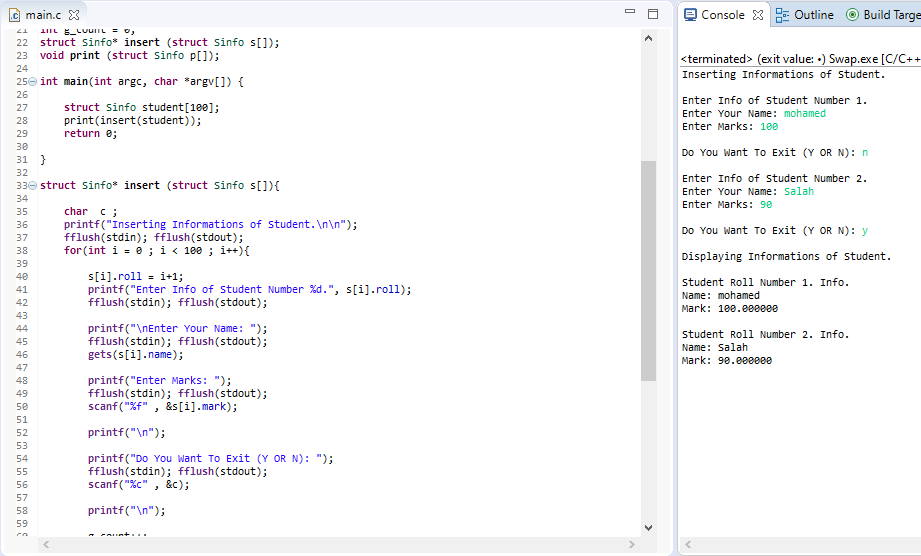 main.c
21 int g_count = 0;
22 struct Sinfo* insert (struct Sinfo s[]);
23 void print (struct Sinfo p[]);
24
25 int main(int argc, char *argv[]) {
26
27 struct Sinfo student[100];
28 print(insert(student));
29 return 0;
30
31 }
32
33 struct Sinfo* insert (struct Sinfo s[]){
34
35 char  c ;
36 printf("Inserting Informations of Student.\n\n");
37 fflush(stdin); fflush(stdout);
38 for(int i = 0 ; i < 100 ; i++){
39
40 s[i].roll = i+1;
41 printf("Enter Info of Student Number %d.", s[i].roll);
42 fflush(stdin); fflush(stdout);
43
44 printf("\nEnter Your Name: ");
45 fflush(stdin); fflush(stdout);
46 gets(s[i].name);
47
48 printf("Enter Marks: ");
49 fflush(stdin); fflush(stdout);
50 scanf("%f" , &s[i].mark);
51
52 printf("\n");
53
54 printf("Do You Want To Exit (Y OR N): ");
55 fflush(stdin); fflush(stdout);
56 scanf("%c" , &c);
57
58 printf("\n");
59
60 g_count++;
Console Outline Build Targe
<terminated> (exit value: •) Swap.exe [C/C++
Inserting Informations of Student.
Enter Info of Student Number 1.
Enter Your Name: mohamed
Enter Marks: 100
Do You Want To Exit (Y OR N): n
Enter Info of Student Number 2.
Enter Your Name: Salah
Enter Marks: 90
Do You Want To Exit (Y OR N): y
Displaying Informations of Student.
Student Roll Number 1. Info.
Name: mohamed
Mark: 100.000000
Student Roll Number 2. Info.
Name: Salah
Mark: 90.000000